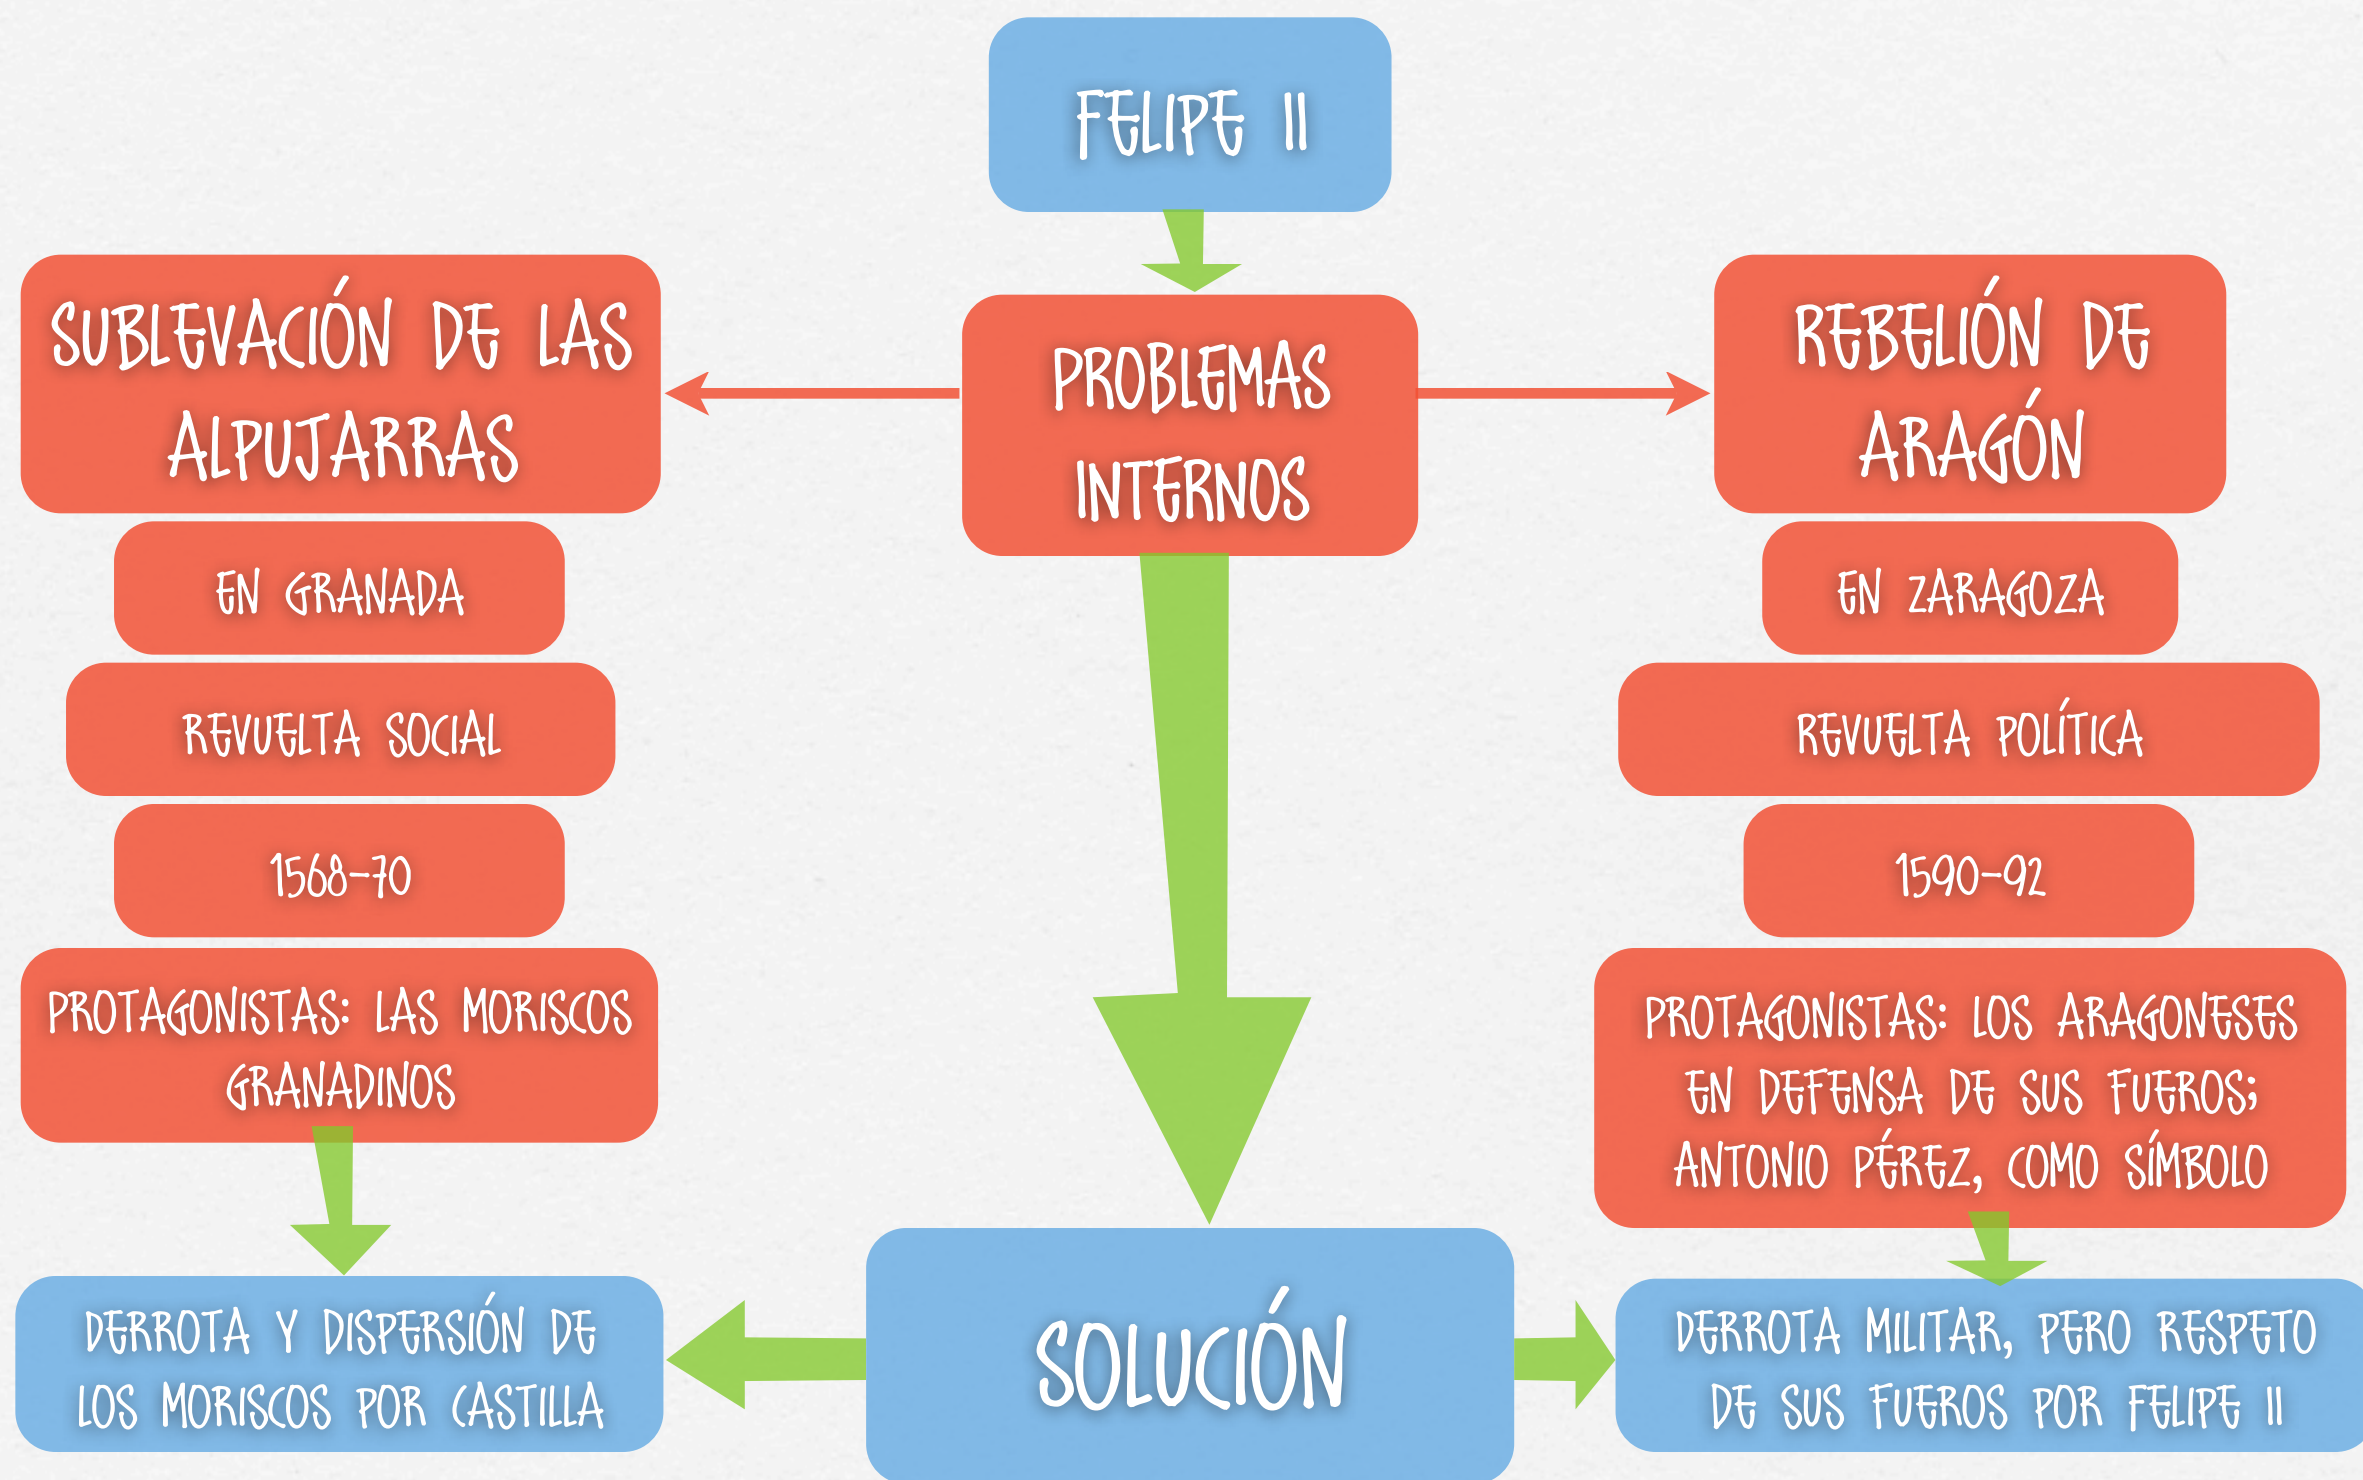 FELIPE II
PROBLEMAS
INTERNOS
SUBLEVACIÓN DE LAS
ALPUJARRAS
EN GRANADA
REVUELTA SOCIAL
1568-70
PROTAGONISTAS: LAS MORISCOS
GRANADINOS
REBELIÓN DE
ARAGÓN
EN ZARAGOZA
REVUELTA POLÍTICA
1590-92
PROTAGONISTAS: LOS ARAGONESES
EN DEFENSA DE SUS FUEROS;
ANTONIO PÉREZ, COMO SÍMBOLO
SOLUCIÓN
DERROTA Y DISPERSIÓN DE
LOS MORISCOS POR CASTILLA
DERROTA MILITAR, PERO RESPETO
DE SUS FUEROS POR FELIPE II